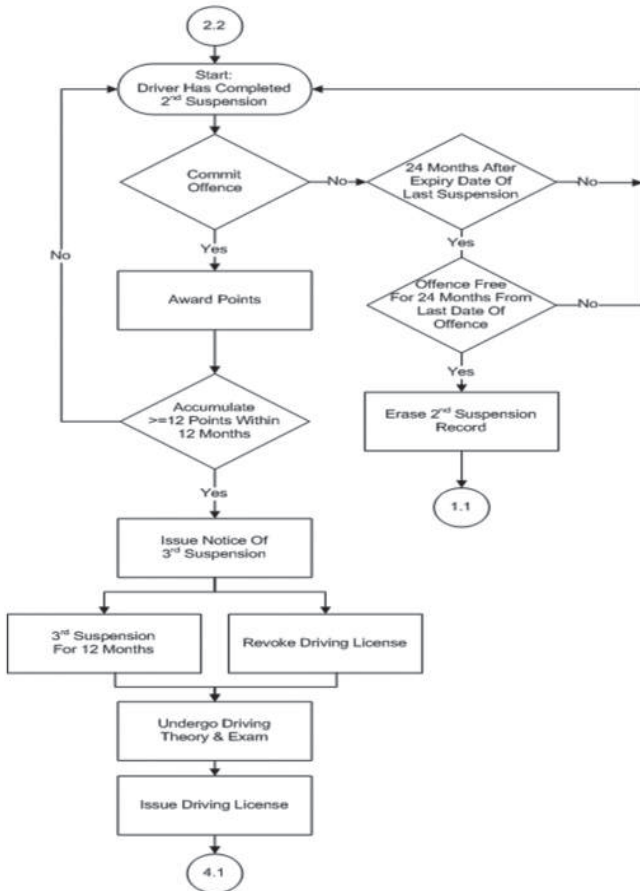 2.2
Start:
Driver Has Completed
2nd Suspension
Commit
Offence
No
24 Months After
Expiry Date Of
Last Suspension
No
Yes
Yes
No
Award Points
Offence Free
For 24 Months From
Last Date Of
Offence
No
Yes
Accumulate
>=12 Points Within
12 Months
Erase 2nd Suspension
Record
Yes
1.1
Issue Notice Of
3rd Suspension
3rd Suspension
For 12 Months
Revoke Driving License
Undergo Driving
Theory & Exam
Issue Driving License
4.1